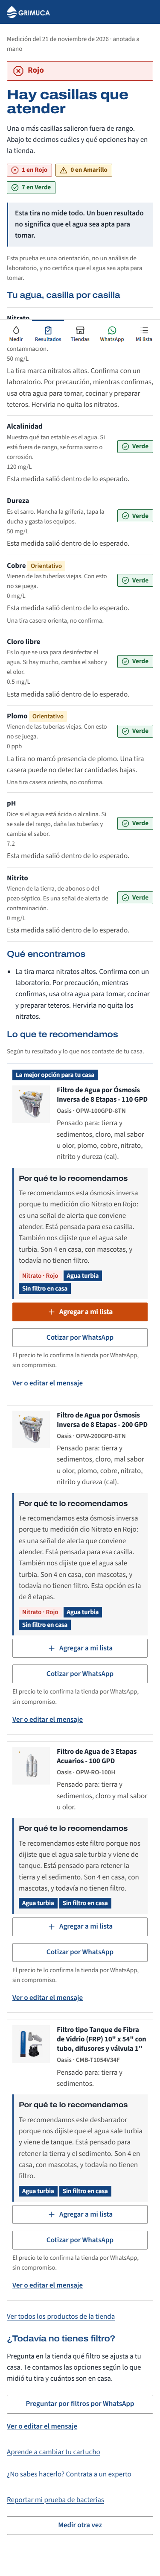 GRIMUCA
Medición del 21 de noviembre de 2026 · anotada a
mano
Rojo
Hay casillas que
atender
Una o más casillas salieron fuera de rango.
Abajo te decimos cuáles y qué opciones hay en
la tienda.
1 en Rojo
0 en Amarillo
7 en Verde
Esta tira no mide todo. Un buen resultado
no significa que el agua sea apta para
tomar.
Esta prueba es una orientación, no un análisis de
laboratorio, y no certifica que el agua sea apta para
tomar.
Tu agua, casilla por casilla
Nitrato
Medir
Resultados
Tiendas
WhatsApp
Mi lista
contaminación.
50 mg/L
La tira marca nitratos altos. Confirma con un
laboratorio. Por precaución, mientras confirmas,
usa otra agua para tomar, cocinar y preparar
teteros. Hervirla no quita los nitratos.
Alcalinidad
Muestra qué tan estable es el agua. Si
está fuera de rango, se forma sarro o
corrosión.
120 mg/L
Verde
Esta medida salió dentro de lo esperado.
Dureza
Es el sarro. Mancha la grifería, tapa la
ducha y gasta los equipos.
50 mg/L
Verde
Esta medida salió dentro de lo esperado.
Cobre Orientativo
Vienen de las tuberías viejas. Con esto
no se juega.
0 mg/L
Verde
Esta medida salió dentro de lo esperado.
Una tira casera orienta, no confirma.
Cloro libre
Es lo que se usa para desinfectar el
agua. Si hay mucho, cambia el sabor y
el olor.
0.5 mg/L
Verde
Esta medida salió dentro de lo esperado.
Plomo Orientativo
Vienen de las tuberías viejas. Con esto
no se juega.
0 ppb
Verde
La tira no marcó presencia de plomo. Una tira
casera puede no detectar cantidades bajas.
Una tira casera orienta, no confirma.
pH
Dice si el agua está ácida o alcalina. Si
se sale del rango, daña las tuberías y
cambia el sabor.
7.2
Verde
Esta medida salió dentro de lo esperado.
Nitrito
Vienen de la tierra, de abonos o del
pozo séptico. Es una señal de alerta de
contaminación.
0 mg/L
Verde
Esta medida salió dentro de lo esperado.
Qué encontramos
• La tira marca nitratos altos. Confirma con un
laboratorio. Por precaución, mientras
confirmas, usa otra agua para tomar, cocinar
y preparar teteros. Hervirla no quita los
nitratos.
Lo que te recomendamos
Según tu resultado y lo que nos contaste de tu casa.
La mejor opción para tu casa
Filtro de Agua por Ósmosis
Inversa de 8 Etapas - 110 GPD
Oasis · OPW-100GPD-8TN
Pensado para: tierra y
sedimentos, cloro, mal sabor
u olor, plomo, cobre, nitrato,
nitrito y dureza (cal).
Por qué te lo recomendamos
Te recomendamos esta ósmosis inversa
porque tu medición dio Nitrato en Rojo:
es una señal de alerta que conviene
atender. Está pensada para esa casilla.
También nos dijiste que el agua sale
turbia. Son 4 en casa, con mascotas, y
todavía no tienen filtro.
Nitrato · Rojo
Agua turbia
Sin filtro en casa
Agregar a mi lista
Cotizar por WhatsApp
El precio te lo confirma la tienda por WhatsApp,
sin compromiso.
Ver o editar el mensaje
Filtro de Agua por Ósmosis
Inversa de 8 Etapas - 200 GPD
Oasis · OPW-200GPD-8TN
Pensado para: tierra y
sedimentos, cloro, mal sabor
u olor, plomo, cobre, nitrato,
nitrito y dureza (cal).
Por qué te lo recomendamos
Te recomendamos esta ósmosis inversa
porque tu medición dio Nitrato en Rojo:
es una señal de alerta que conviene
atender. Está pensada para esa casilla.
También nos dijiste que el agua sale
turbia. Son 4 en casa, con mascotas, y
todavía no tienen filtro. Esta opción es la
de 8 etapas.
Nitrato · Rojo
Agua turbia
Sin filtro en casa
Agregar a mi lista
Cotizar por WhatsApp
El precio te lo confirma la tienda por WhatsApp,
sin compromiso.
Ver o editar el mensaje
Filtro de Agua de 3 Etapas
Acuarios - 100 GPD
Oasis · OPW-RO-100H
Pensado para: tierra y
sedimentos, cloro y mal sabor
u olor.
Por qué te lo recomendamos
Te recomendamos este filtro porque nos
dijiste que el agua sale turbia y viene de
tanque. Está pensado para retener la
tierra y el sedimento. Son 4 en casa, con
mascotas, y todavía no tienen filtro.
Agua turbia
Sin filtro en casa
Agregar a mi lista
Cotizar por WhatsApp
El precio te lo confirma la tienda por WhatsApp,
sin compromiso.
Ver o editar el mensaje
Filtro tipo Tanque de Fibra
de Vidrio (FRP) 10" x 54" con
tubo, difusores y válvula 1"
Oasis · CMB-T1054V34F
Pensado para: tierra y
sedimentos.
Por qué te lo recomendamos
Te recomendamos este desbarrador
porque nos dijiste que el agua sale turbia
y viene de tanque. Está pensado para
retener la tierra y el sedimento. Son 4 en
casa, con mascotas, y todavía no tienen
filtro.
Agua turbia
Sin filtro en casa
Agregar a mi lista
Cotizar por WhatsApp
El precio te lo confirma la tienda por WhatsApp,
sin compromiso.
Ver o editar el mensaje
Ver todos los productos de la tienda
¿Todavía no tienes filtro?
Pregunta en la tienda qué filtro se ajusta a tu
casa. Te contamos las opciones según lo que
midió tu tira y cuántos son en casa.
Preguntar por filtros por WhatsApp
Ver o editar el mensaje
Aprende a cambiar tu cartucho
¿No sabes hacerlo? Contrata a un experto
Reportar mi prueba de bacterias
Medir otra vez